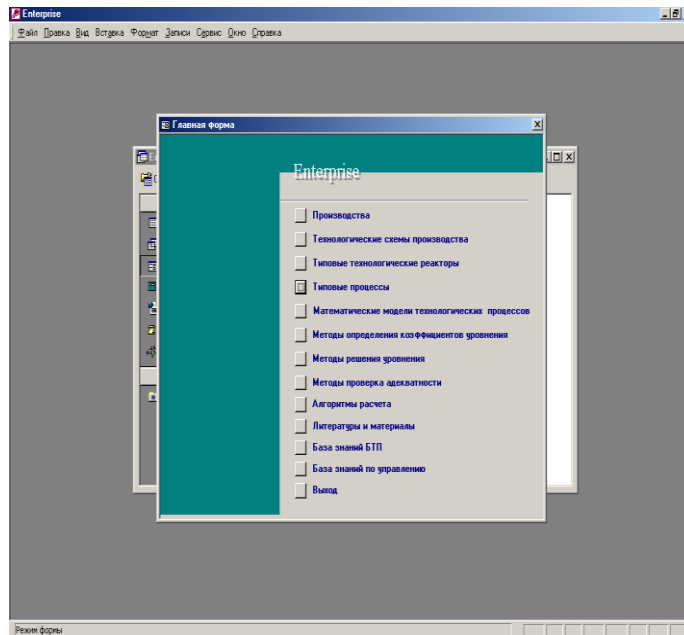 Enterprise
Файл Правка Вид Вставка Формат Записи Сервис Окно Справка
Главная форма
Enterprise
Производства
Технологические схемы производства
Типовые технологические реакторы
Типовые процессы
Математические модели технологических процессов
Методы определения коэффициентов уровнения
Методы решения уровнения
Методы проверка адекватности
Алгоритмы расчета
Литературы и материалы
База знаний БТП
База знаний по управлению
Выход
Режим формы